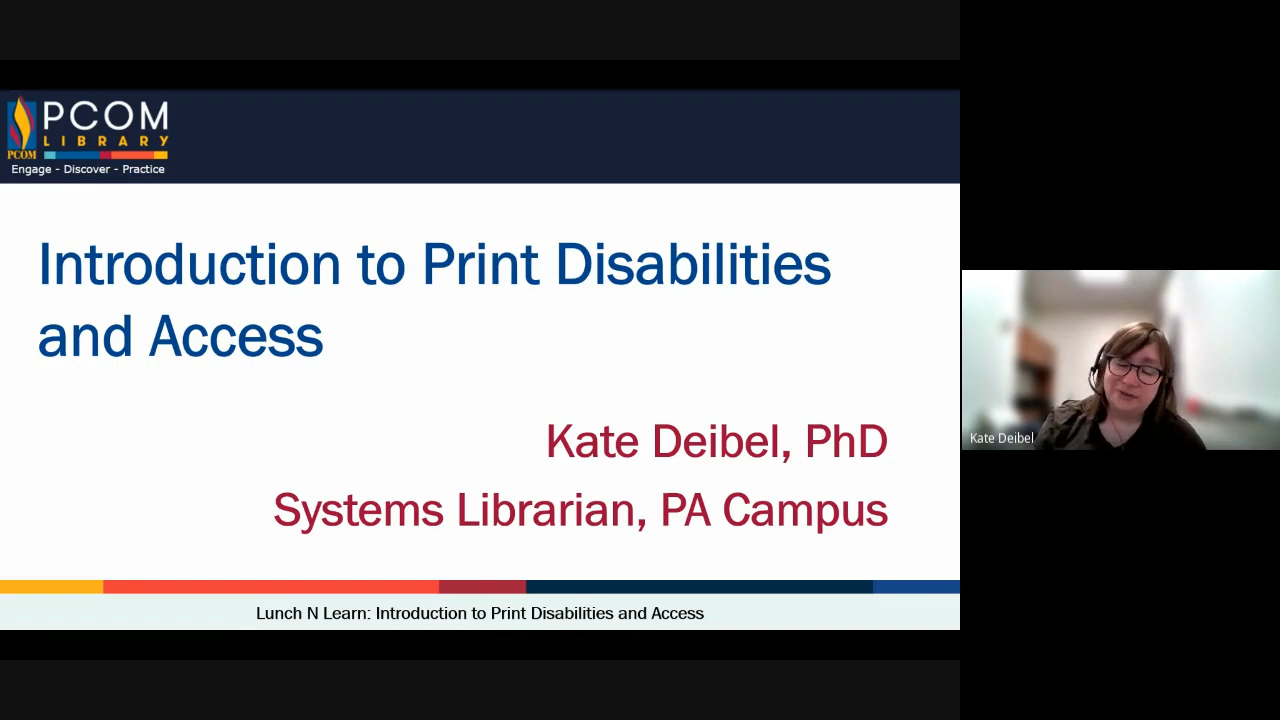 PCOM
LIBRARY
PCOM
Engage - Discover - Practice
Introduction to Print Disabilities
and Access
Kate Deibel, PhD
Systems Librarian, PA Campus
Lunch N Learn: Introduction to Print Disabilities and Access
Kate Deibel